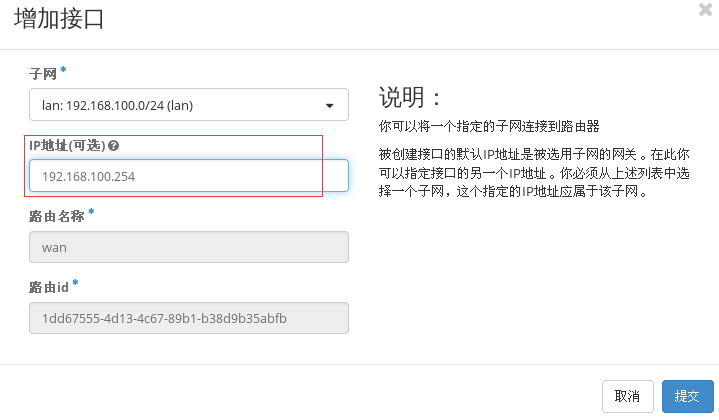 增加接口
×
子网 *
lan: 192.168.100.0/24 (lan)
IP地址(可选)
192.168.100.254
路由名称 *
wan
路由id *
1dd67555-4d13-4c67-89b1-b38d9b35abfb
说明：
你可以将一个指定的子网连接到路由器
被创建接口的默认IP地址是被选用子网的网关。在此你
可以指定接口的另一个IP地址。你必须从上述列表中选
择一个子网，这个指定的IP地址应属于该子网。
取消
提交